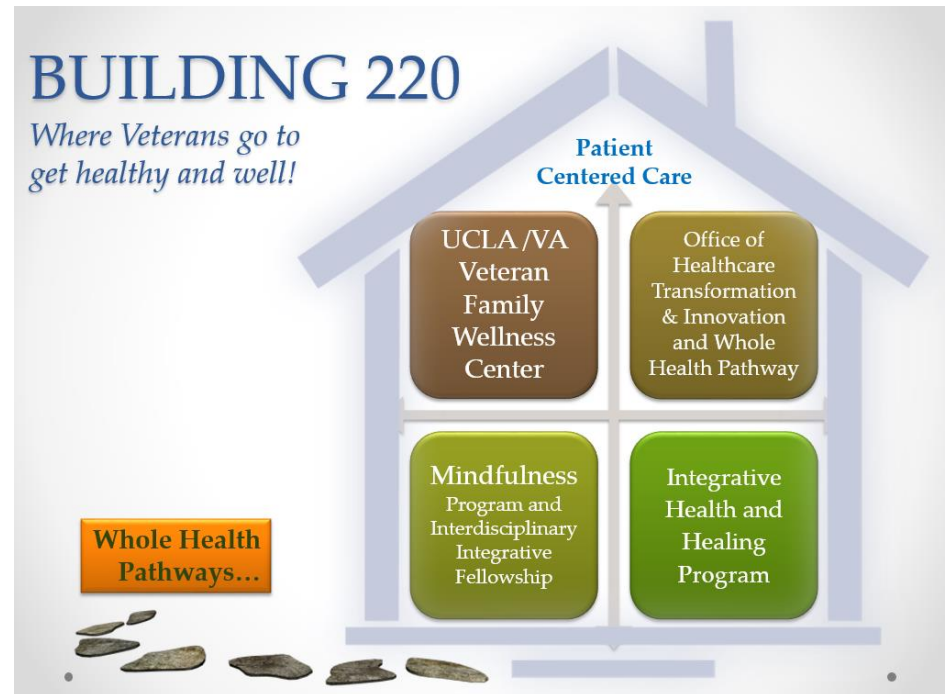 BUILDING 220
Where Veterans go to
get healthy and well!
Patient
Centered Care
UCLA /VA
Veteran
Family
Wellness
Center
Office of
Healthcare
Transformation
& Innovation
and Whole
Health Pathway
Mindfulness
Program and
Interdisciplinary
Integrative
Fellowship
Integrative
Health and
Healing
Program
Whole Health
Pathways…